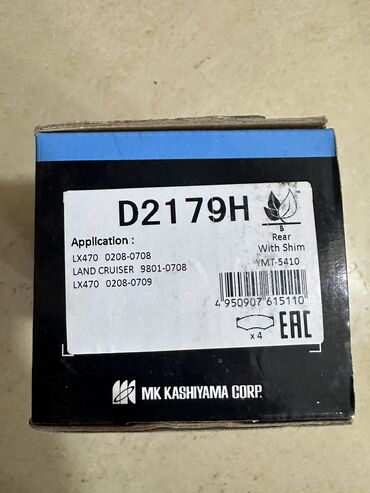 D2179H
B
Rear
With Shim
Application :
LX470 0208-0708
LAND CRUISER 9801-0708
LX470 0208-0709
YMT-5410
4 950907 615110
x 4
EAC
MK KASHIYAMA CORP.